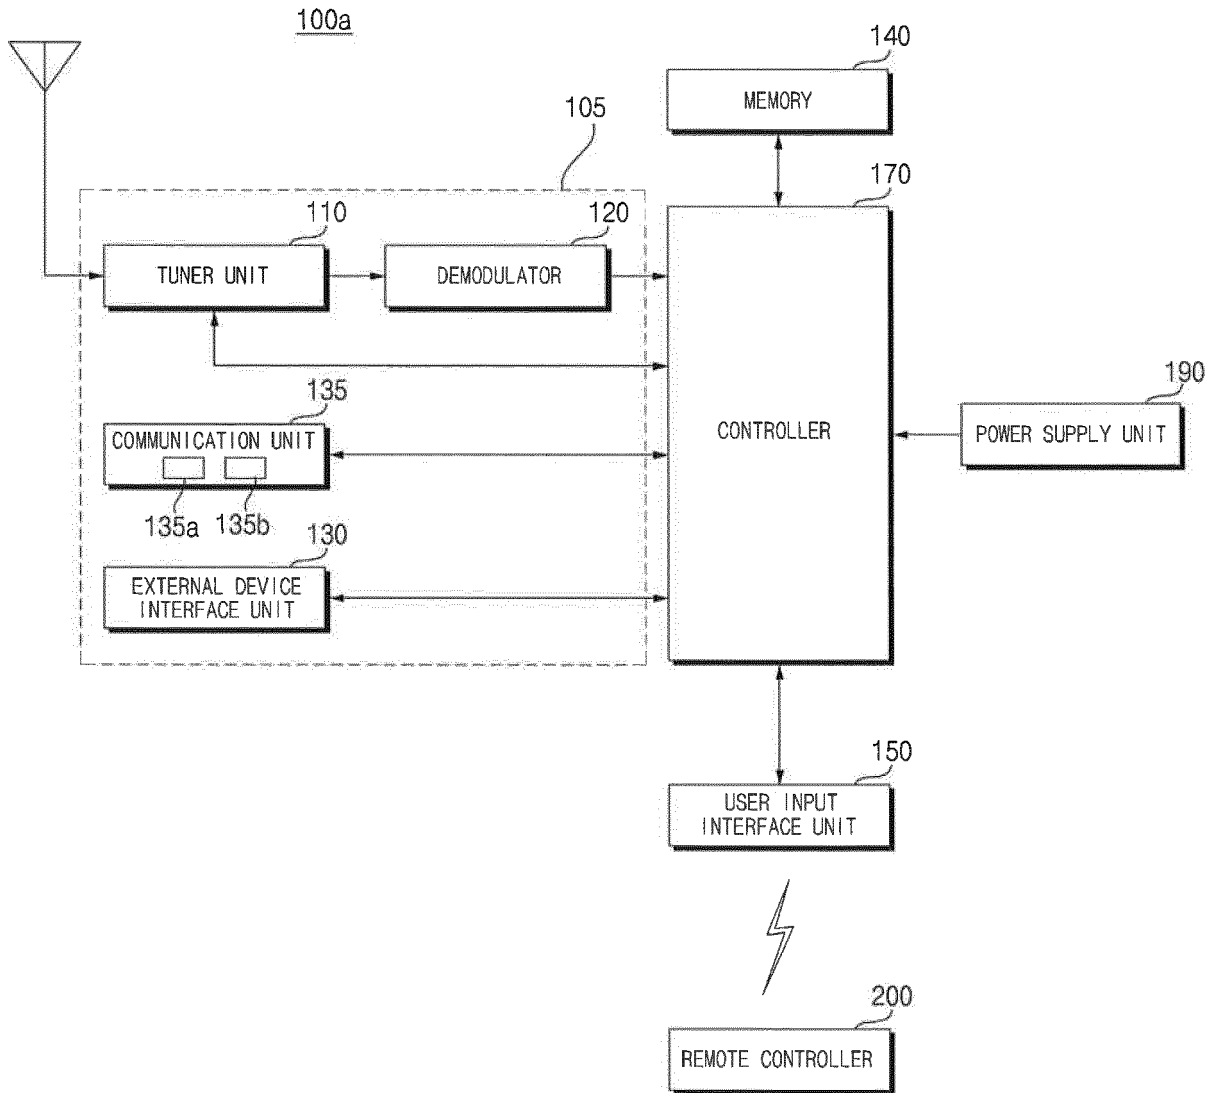 100a
140
MEMORY
105
170
110
120
TUNER UNIT
DEMODULATOR
135
190
COMMUNICATION UNIT
CONTROLLER
POWER SUPPLY UNIT
135a
135b
130
EXTERNAL DEVICE
INTERFACE UNIT
150
USER INPUT
INTERFACE UNIT
200
REMOTE CONTROLLER